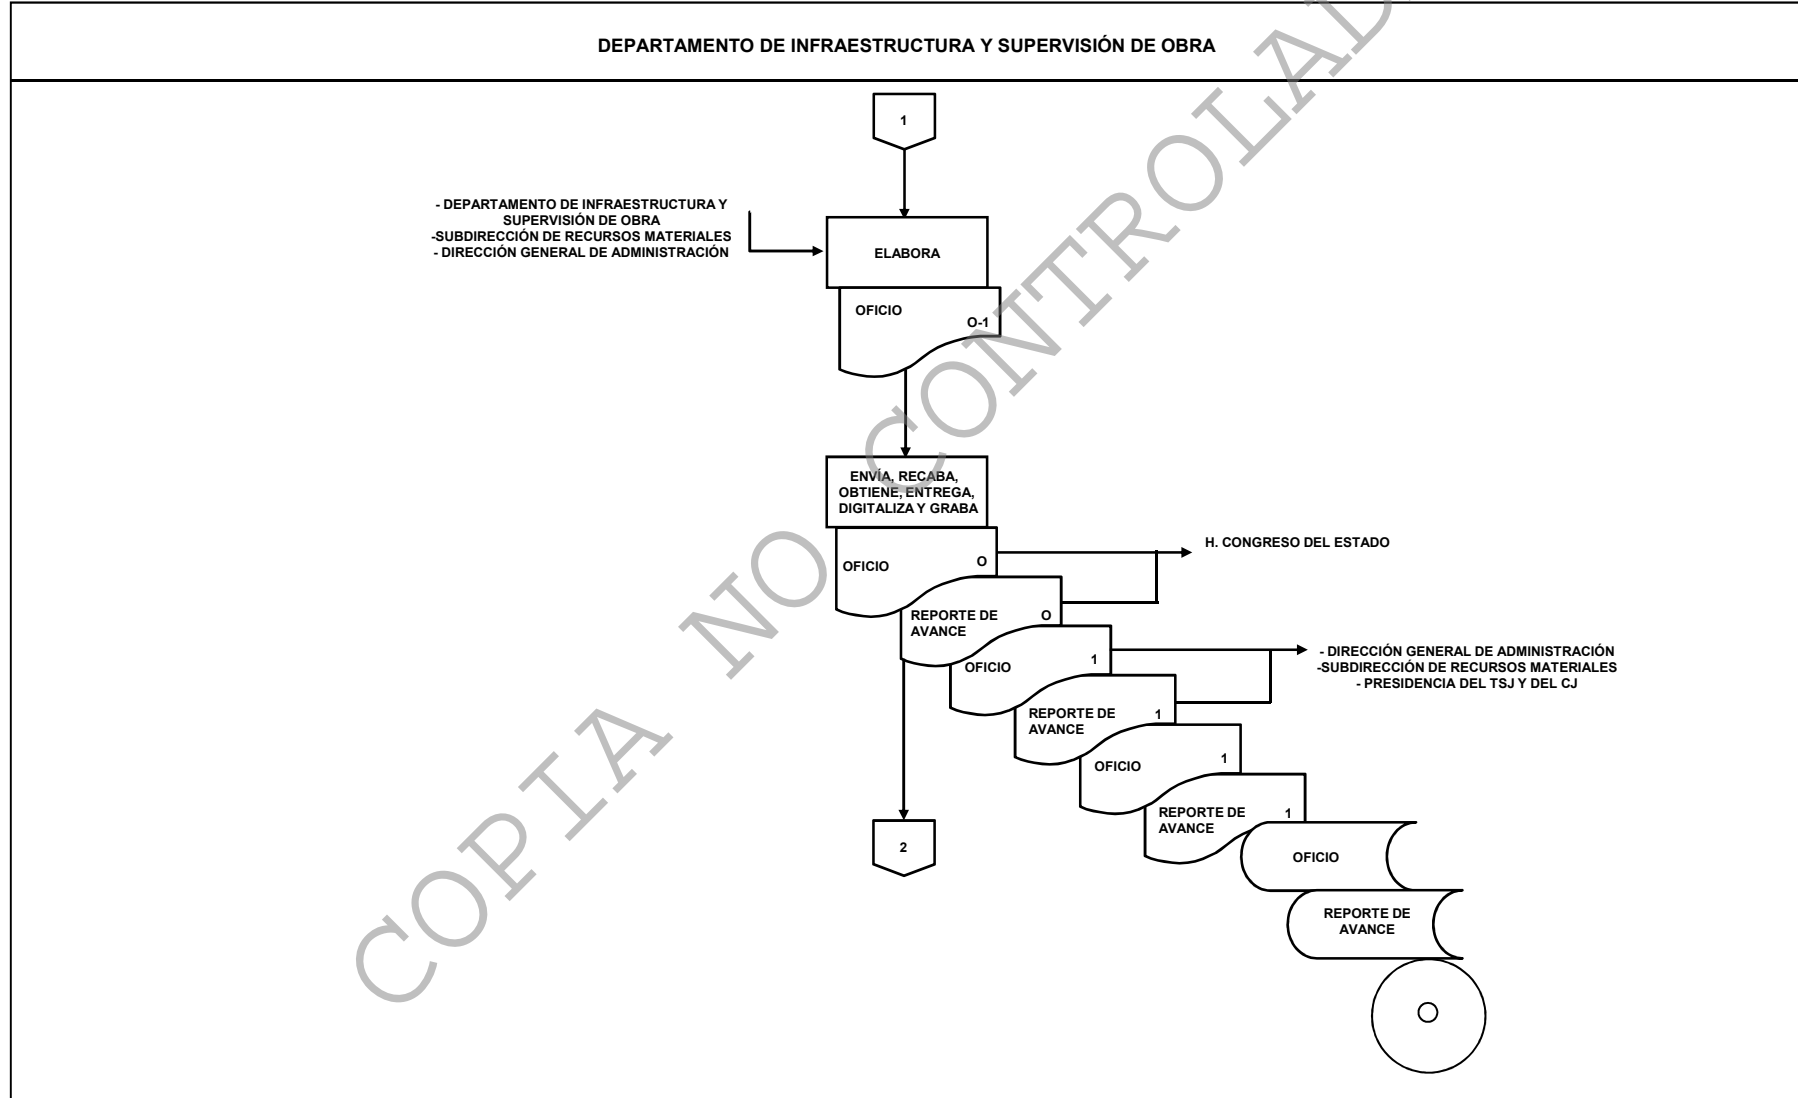 DEPARTAMENTO DE INFRAESTRUCTURA Y SUPERVISIÓN DE OBRA
1
- DEPARTAMENTO DE INFRAESTRUCTURA Y
SUPERVISIÓN DE OBRA
-SUBDIRECCIÓN DE RECURSOS MATERIALES
- DIRECCIÓN GENERAL DE ADMINISTRACIÓN
ELABORA
OFICIO
O-1
ENVÍA, RECABA,
OBTIENE, ENTREGA,
DIGITALIZA Y GRABA
OFICIO
O
H. CONGRESO DEL ESTADO
REPORTE DE
AVANCE
O
OFICIO
1
- DIRECCIÓN GENERAL DE ADMINISTRACIÓN
-SUBDIRECCIÓN DE RECURSOS MATERIALES
- PRESIDENCIA DEL TSJ Y DEL CJ
REPORTE DE
AVANCE
1
OFICIO
1
REPORTE DE
AVANCE
1
2
OFICIO
REPORTE DE
AVANCE
COPIA NO CONTROLAD